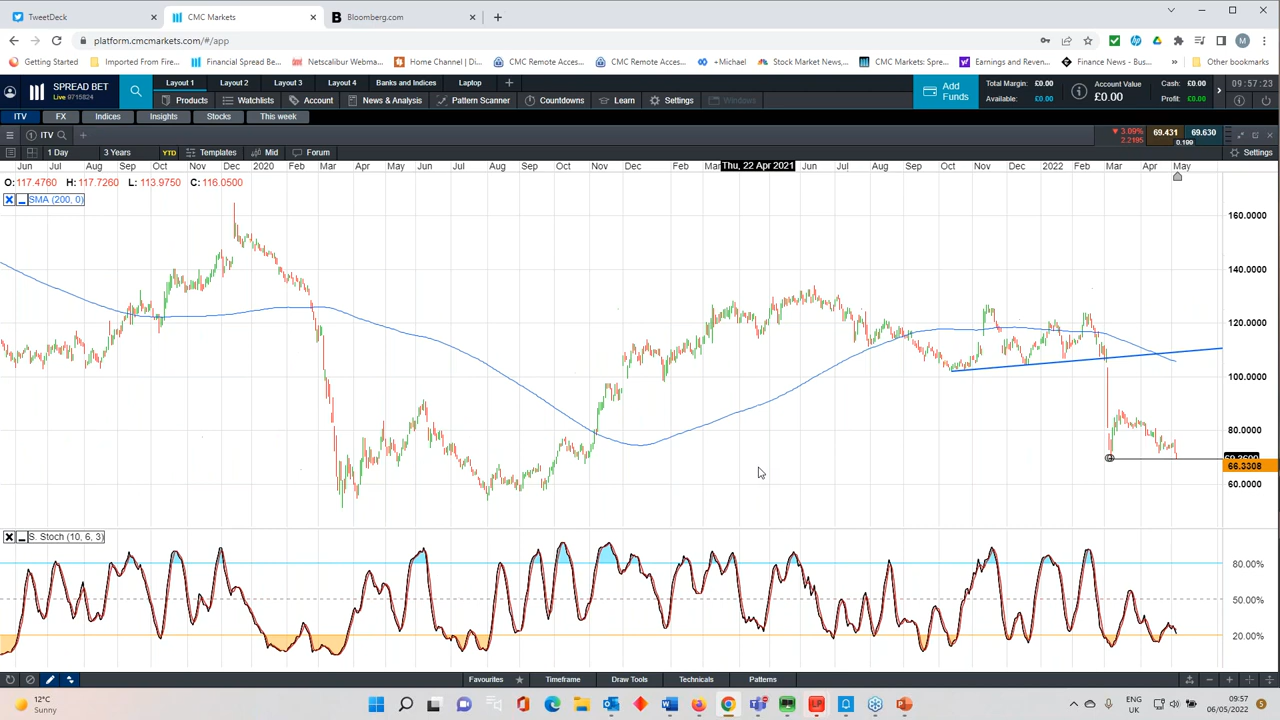 TweetDeck
CMC Markets
Bloomberg.com
platform.cmcmarkets.com/#/app
Getting Started
Imported From Fire...
Financial Spread Be...
Netscalibur Webma...
Home Channel | Di...
CMC Remote Access...
CMC Remote Acces...
+Michael
Stock Market News,...
CMC Markets: Spre...
Earnings and Reven...
Finance News - Bus...
Other bookmarks
SPREAD BET
Live 9715824
Layout 1
Layout 2
Layout 3
Layout 4
Banks and Indices
Laptop
Products
Watchlists
Account
News & Analysis
Pattern Scanner
Countdowns
Learn
Settings
Windows
Add Funds
Total Margin: £0.00
Available: £0.00
Account Value
£0.00
Cash: £0.00
Profit: £0.00
09:57:23
ITV
FX
Indices
Insights
Stocks
This week
ITV
3.09%
2.2195
69.431
69.630
0.199
1 Day
3 Years
YTD
Templates
Mid
Forum
Settings
Jun Jul Aug Sep Oct Nov Dec 2020 Feb Apr May Jun Aug Sep Oct Nov Dec Feb Mar Thu, 22 Apr 2021 Jun Jul Aug Sep Oct Nov Dec 2022 Feb Mar Apr May
O: 117.4760 H: 117.7260 L: 113.9750 C: 116.0500
SMA (200, 0)
160.0000
140.0000
120.0000
100.0000
80.0000
66.3308
60.0000
S. Stoch (10, 6, 3)
80.00%
50.00%
20.00%
Favourites
Timeframe
Draw Tools
Technicals
Patterns
12°C
Sunny
ENG
UK
09:57
06/05/2022